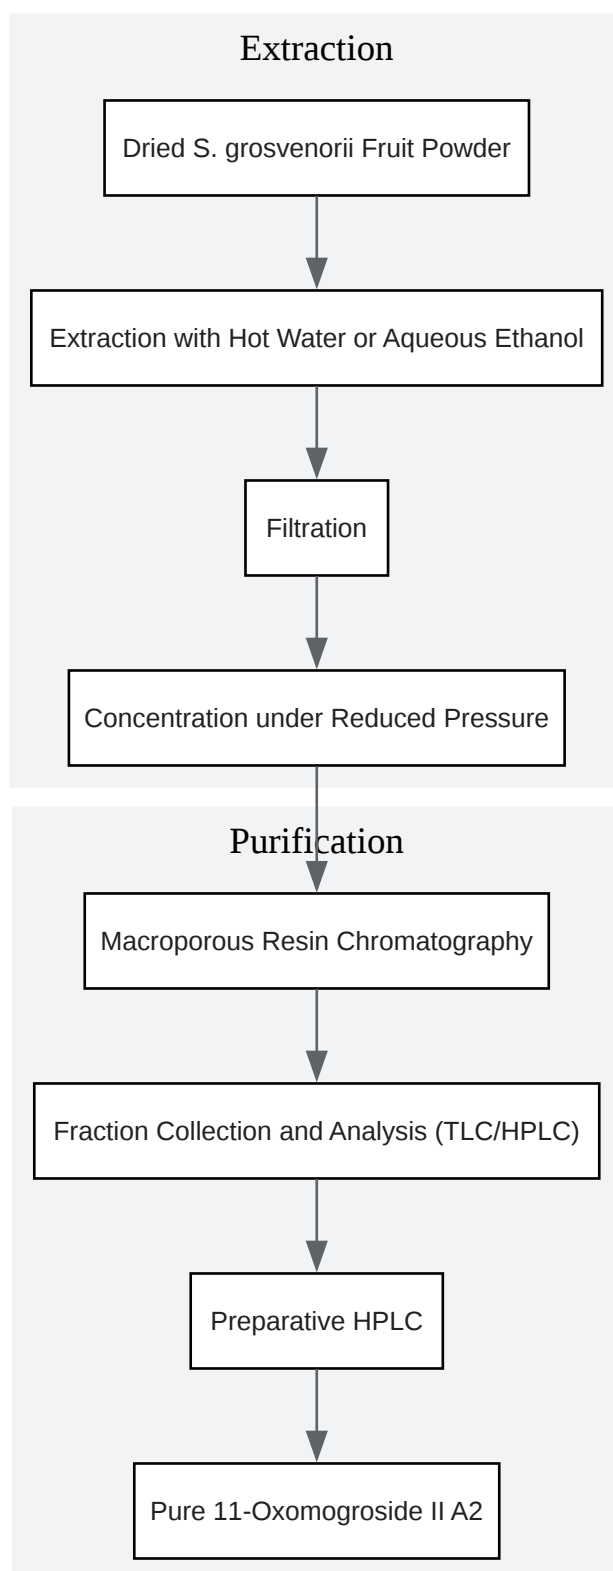 Extraction
Dried S. grosvenorii Fruit Powder
Extraction with Hot Water or Aqueous Ethanol
Filtration
Concentration under Reduced Pressure
Purification
Macroporous Resin Chromatography
Fraction Collection and Analysis (TLC/HPLC)
Preparative HPLC
Pure 11-Oxomogroside II A2